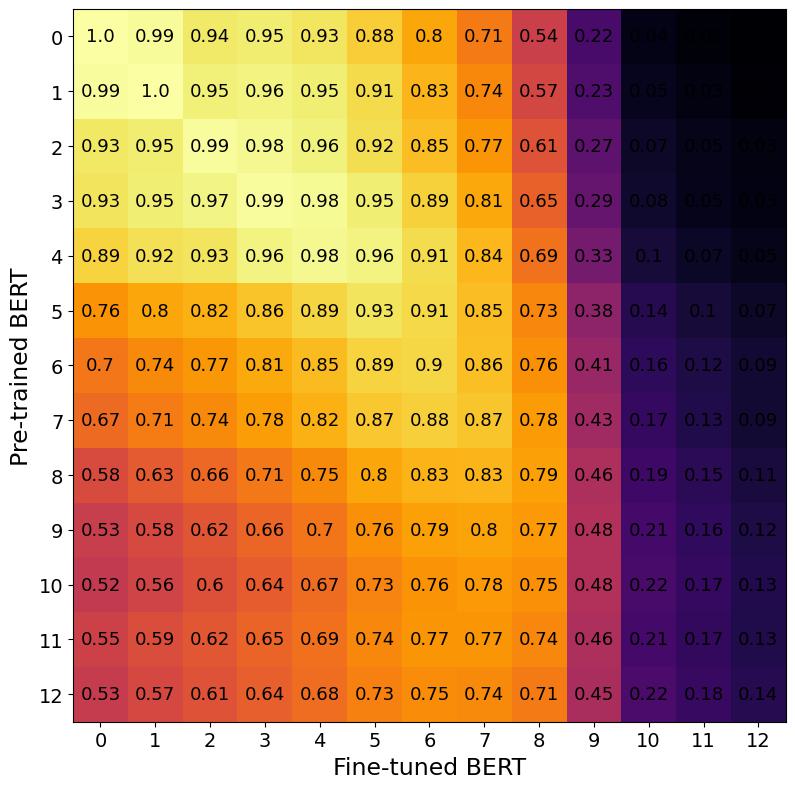 0 1.0 0.99 0.94 0.95 0.93 0.88 0.8 0.71 0.54 0.22 0.04
1 0.99 1.0 0.95 0.96 0.95 0.91 0.83 0.74 0.57 0.23 0.05 0.03
2 0.93 0.95 0.99 0.98 0.96 0.92 0.85 0.77 0.61 0.27 0.07 0.05 0.03
3 0.93 0.95 0.97 0.99 0.98 0.95 0.89 0.81 0.65 0.29 0.08 0.05 0.03
4 0.89 0.92 0.93 0.96 0.98 0.96 0.91 0.84 0.69 0.33 0.1 0.07 0.05
5 0.76 0.8 0.82 0.86 0.89 0.93 0.91 0.85 0.73 0.38 0.14 0.1 0.07
6 0.7 0.74 0.77 0.81 0.85 0.89 0.9 0.86 0.76 0.41 0.16 0.12 0.09
7 0.67 0.71 0.74 0.78 0.82 0.87 0.88 0.87 0.78 0.43 0.17 0.13 0.09
8 0.58 0.63 0.66 0.71 0.75 0.8 0.83 0.83 0.79 0.46 0.19 0.15 0.11
9 0.53 0.58 0.62 0.66 0.7 0.76 0.79 0.8 0.77 0.48 0.21 0.16 0.12
10 0.52 0.56 0.6 0.64 0.67 0.73 0.76 0.78 0.75 0.48 0.22 0.17 0.13
11 0.55 0.59 0.62 0.65 0.69 0.74 0.77 0.77 0.74 0.46 0.21 0.17 0.13
12 0.53 0.57 0.61 0.64 0.68 0.73 0.75 0.74 0.71 0.45 0.22 0.18 0.14
0 1 2 3 4 5 6 7 8 9 10 11 12
Fine-tuned BERT
Pre-trained BERT